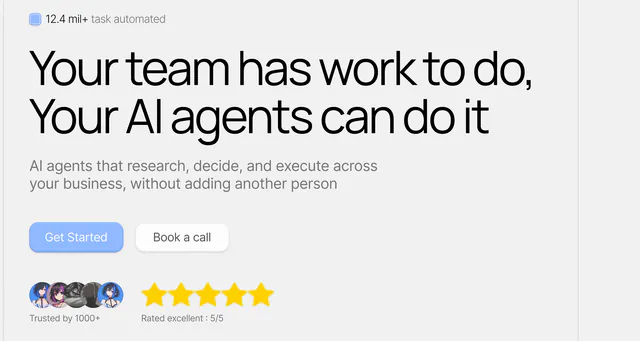 12.4 mil+ task automated
Your team has work to do,
Your AI agents can do it
AI agents that research, decide, and execute across
your business, without adding another person
Get Started
Book a call
Trusted by 1000+
Rated excellent : 5/5